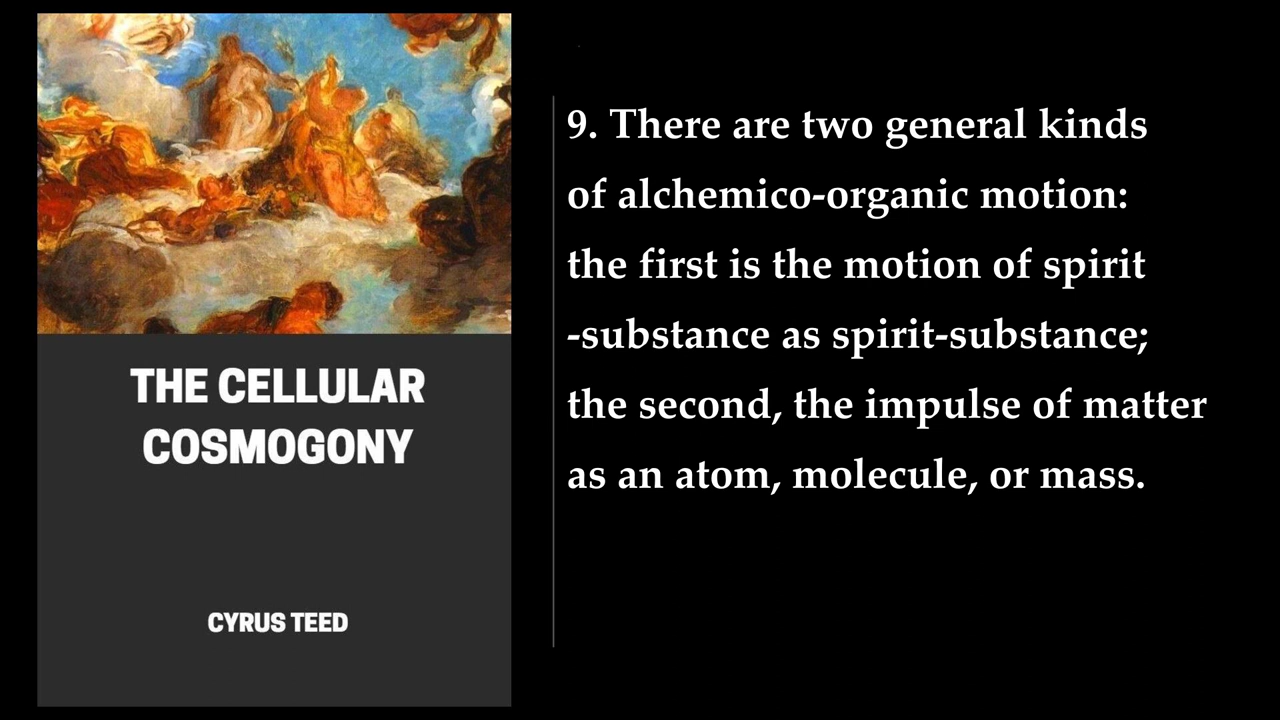 THE CELLULAR
COSMOGONY
CYRUS TEED
9. There are two general kinds
of alchemico-organic motion:
the first is the motion of spirit
-substance as spirit-substance;
the second, the impulse of matter
as an atom, molecule, or mass.